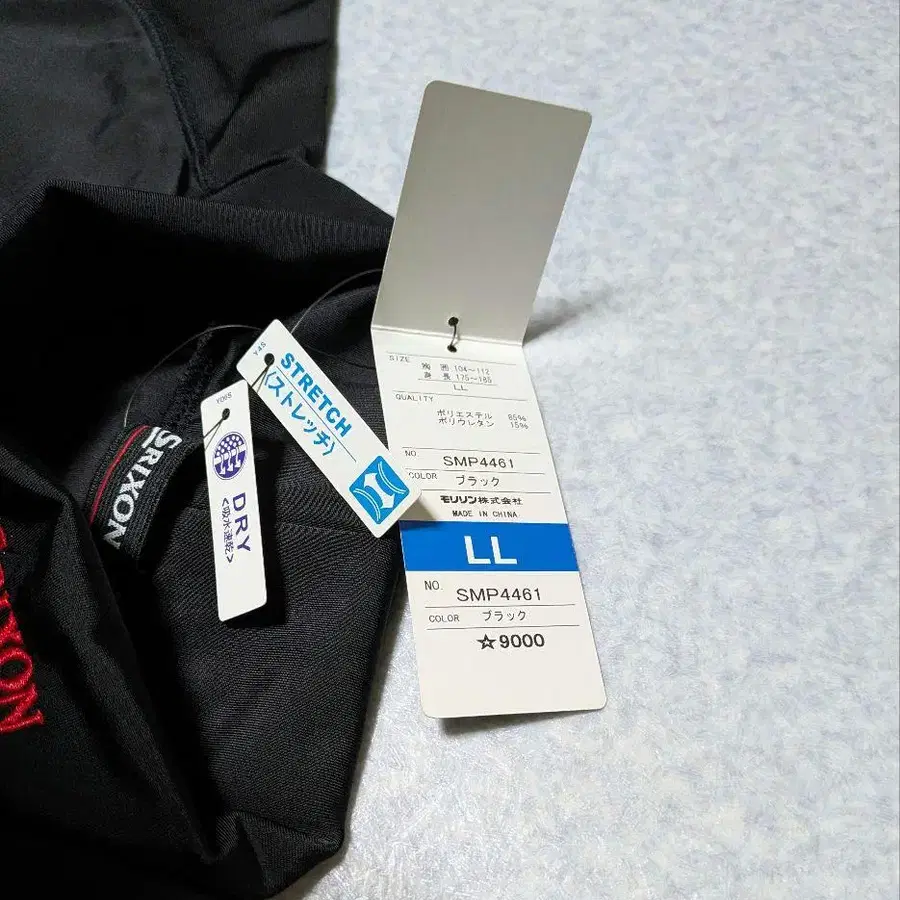 SIZE
胸 囲 104〜112
身 長 175〜185
LL
QUALITY
ポリエステル 85%
ポリウレタン 15%
NO.
SMP4461
COLOR ブラック
モリリン株式会社
MADE IN CHINA
LL
NO. SMP4461
COLOR ブラック
☆9000
Y4S
STRETCH
〈ストレッチ〉
Y06S
DRY
<吸水速乾>
SRIXON
RIXON